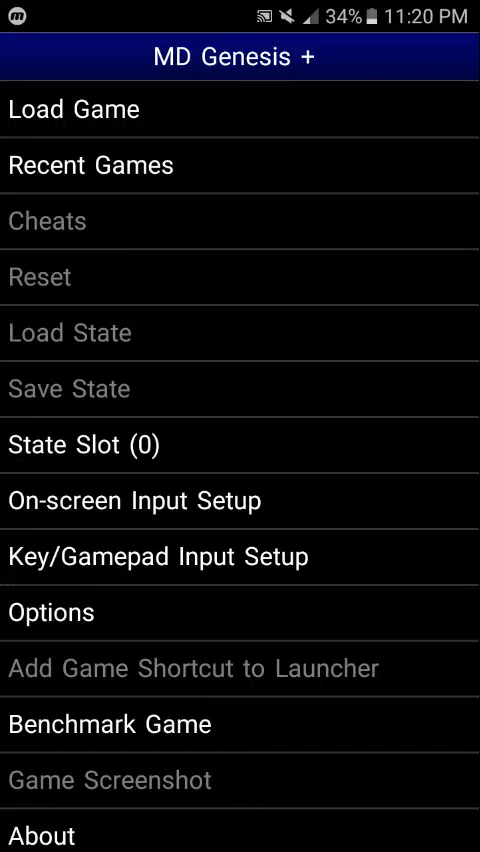 34% 11:20 PM
MD Genesis +
Load Game
Recent Games
Cheats
Reset
Load State
Save State
State Slot (0)
On-screen Input Setup
Key/Gamepad Input Setup
Options
Add Game Shortcut to Launcher
Benchmark Game
Game Screenshot
About